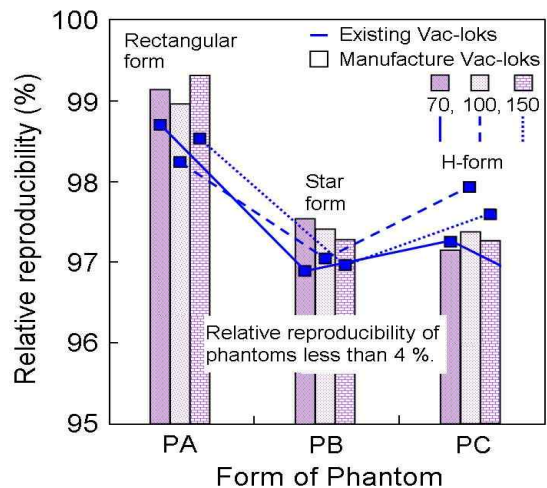 100
99
98
97
96
95
Relative reproducibility (%)
Rectangular
form
Existing Vac-loks
Manufacture Vac-loks
70, 100, 150
H-form
Star
form
Relative reproducibility of
phantoms less than 4 %.
PA PB PC
Form of Phantom